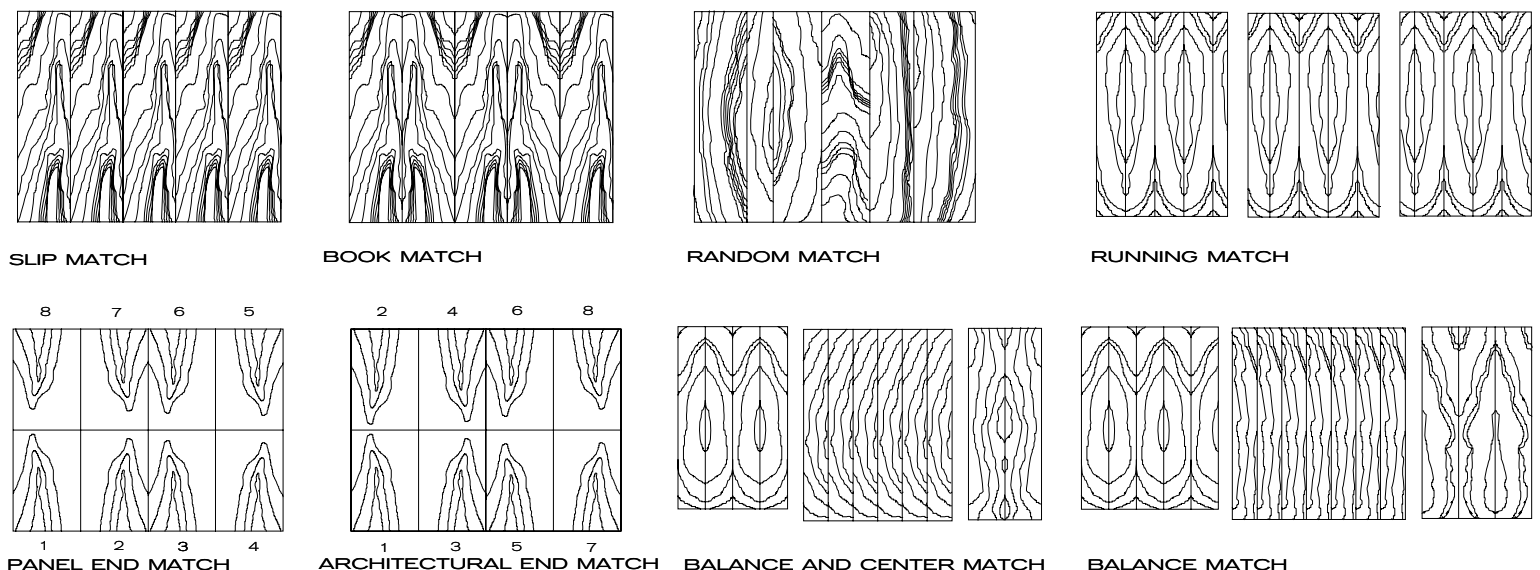 SLIP MATCH
BOOK MATCH
RANDOM MATCH
RUNNING MATCH
8 7 6 5
2 4 6 8
1 2 3 4
1 3 5 7
PANEL END MATCH
ARCHITECTURAL END MATCH
BALANCE AND CENTER MATCH
BALANCE MATCH